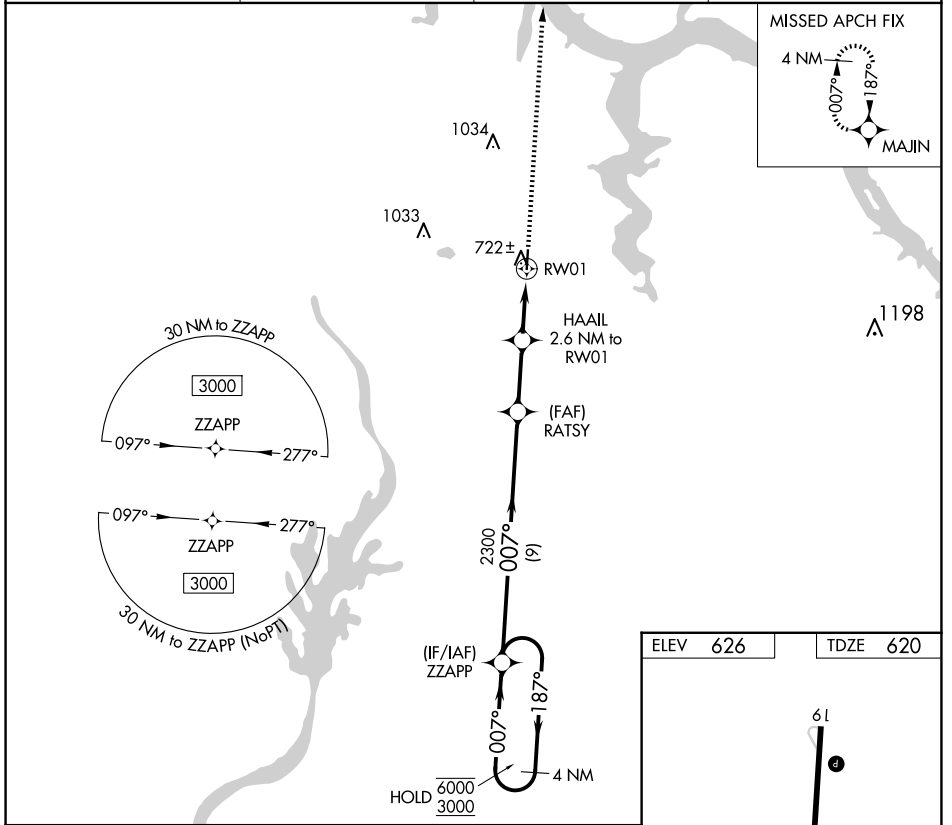 MISSED APCH FIX
4 NM
007°
187°
MAJIN
1034
1033
722±
RW01
1198
HAAIL
2.6 NM to
RW01
(FAF)
RATSY
30 NM to ZZAPP
3000
ZZAPP
097°
277°
097°
277°
ZZAPP
3000
30 NM to ZZAPP (NoPT)
2300
007°
(9)
(IF/IAF)
ZZAPP
007°
187°
4 NM
HOLD 6000
3000
ELEV 626
TDZE 620
19
P